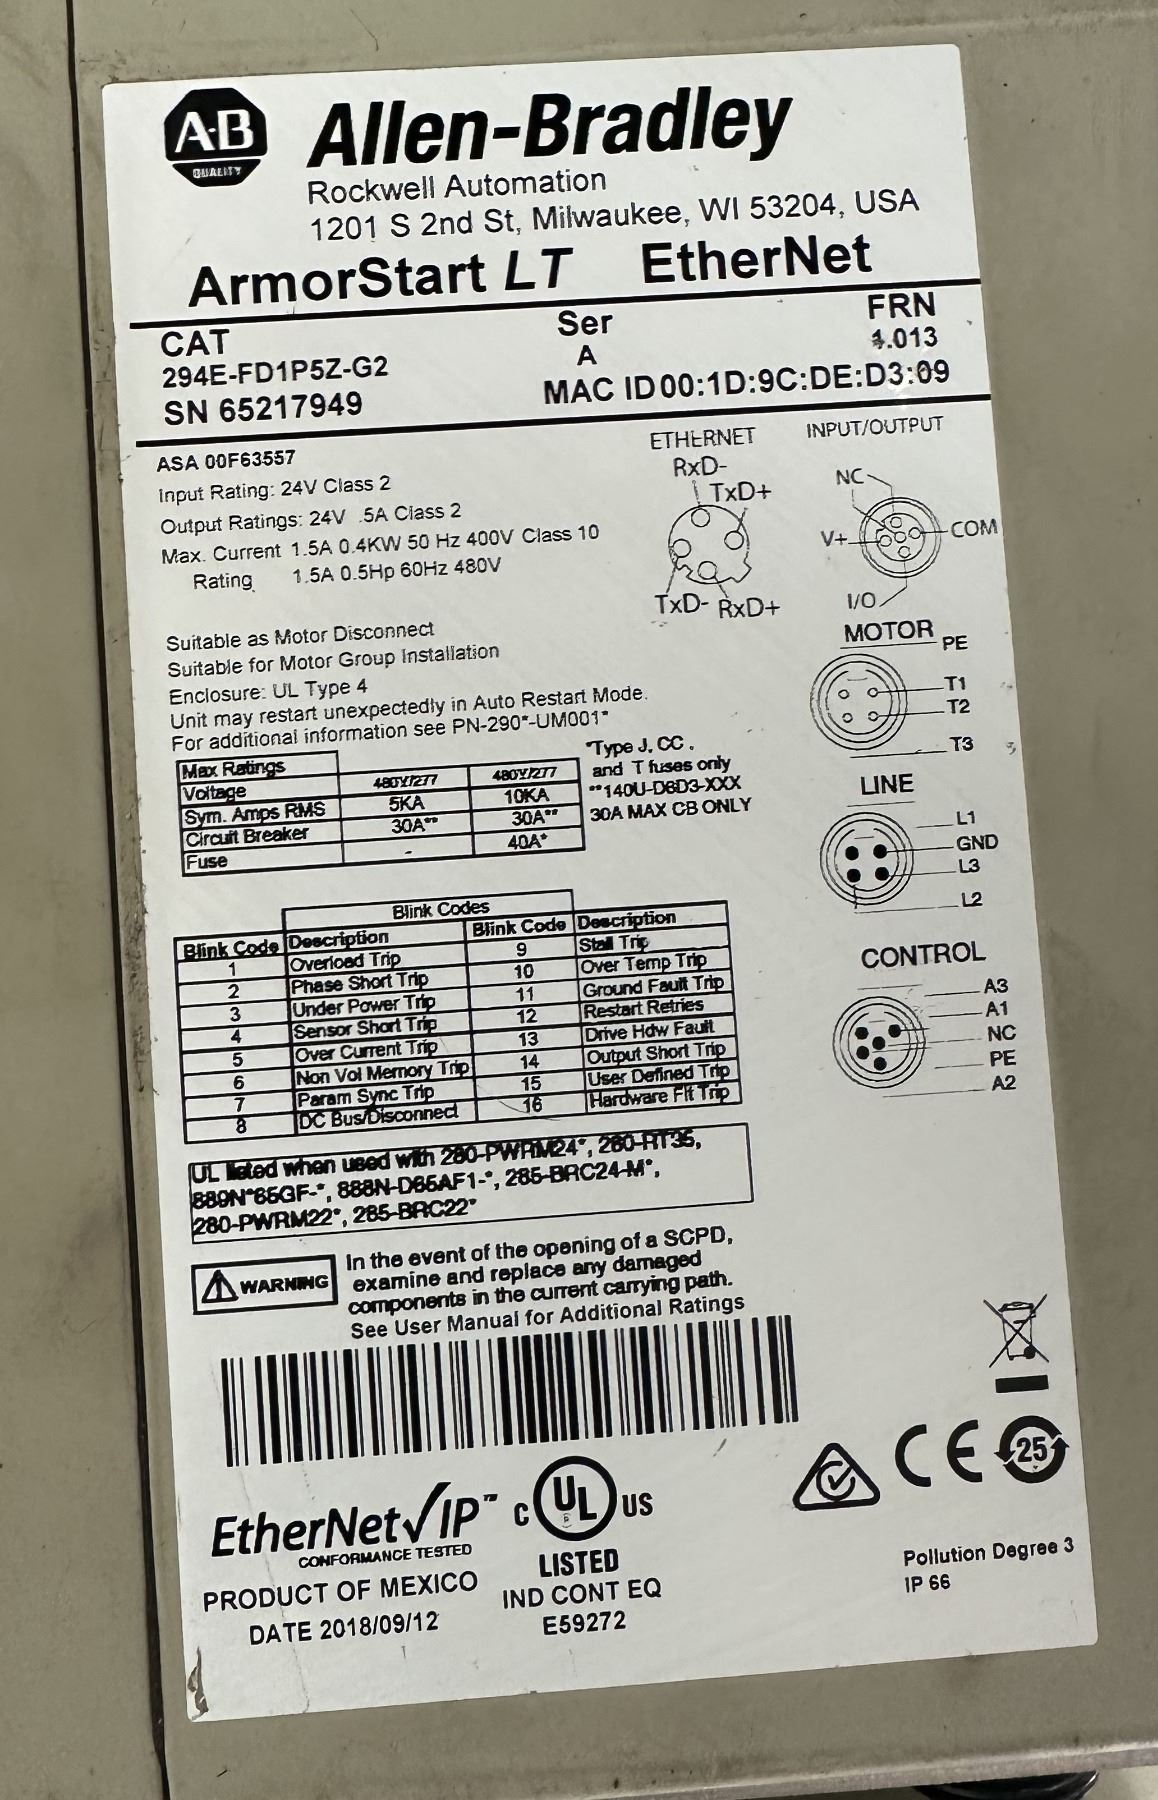 A-B
QUALITY
Allen-Bradley
Rockwell Automation
1201 S 2nd St, Milwaukee, WI 53204, USA
ArmorStart LT EtherNet
CAT Ser FRN
294E-FD1P5Z-G2 A .013
SN 65217949 MAC ID 00:1D:9C:DE:D3:09
ASA 00F63557
Input Rating: 24V Class 2
Output Ratings: 24V .5A Class 2
Max. Current 1.5A 0.4KW 50 Hz 400V Class 10
Rating 1.5A 0.5Hp 60Hz 480V
ETHERNET
RxD-
TxD+
TxD- RxD+
INPUT/OUTPUT
NC
V+ COM
I/O
Suitable as Motor Disconnect
Suitable for Motor Group Installation
Enclosure: UL Type 4
Unit may restart unexpectedly in Auto Restart Mode.
For additional information see PN-290*-UM001*
MOTOR
PE
T1
T2
T3
Max Ratings
Voltage 480Y/277 480Y/277
Sym. Amps RMS 5KA 10KA
Circuit Breaker 30A** 30A**
Fuse - 40A*
*Type J, CC .
and T fuses only
**140U-D6D3-XXX
30A MAX CB ONLY
LINE
L1
GND
L3
L2
Blink Codes
Blink Code Description Blink Code Description
1 Overload Trip 9 Stall Trip
2 Phase Short Trip 10 Over Temp Trip
3 Under Power Trip 11 Ground Fault Trip
4 Sensor Short Trip 12 Restart Retries
5 Over Current Trip 13 Drive Hdw Fault
6 Non Vol Memory Trip 14 Output Short Trip
7 Param Sync Trip 15 User Defined Trip
8 DC Bus/Disconnect 16 Hardware Flt Trip
CONTROL
A3
A1
NC
PE
A2
UL listed when used with 280-PWRM24*, 280-RT35,
889N*65GF-*, 888N-D65AF1-*, 285-BRC24-M*,
280-PWRM22*, 285-BRC22*
WARNING
In the event of the opening of a SCPD,
examine and replace any damaged
components in the current carrying path.
See User Manual for Additional Ratings
EtherNet/IP™
CONFORMANCE TESTED
PRODUCT OF MEXICO
DATE 2018/09/12
C UL US
LISTED
IND CONT EQ
E59272
CE 25
Pollution Degree 3
IP 66